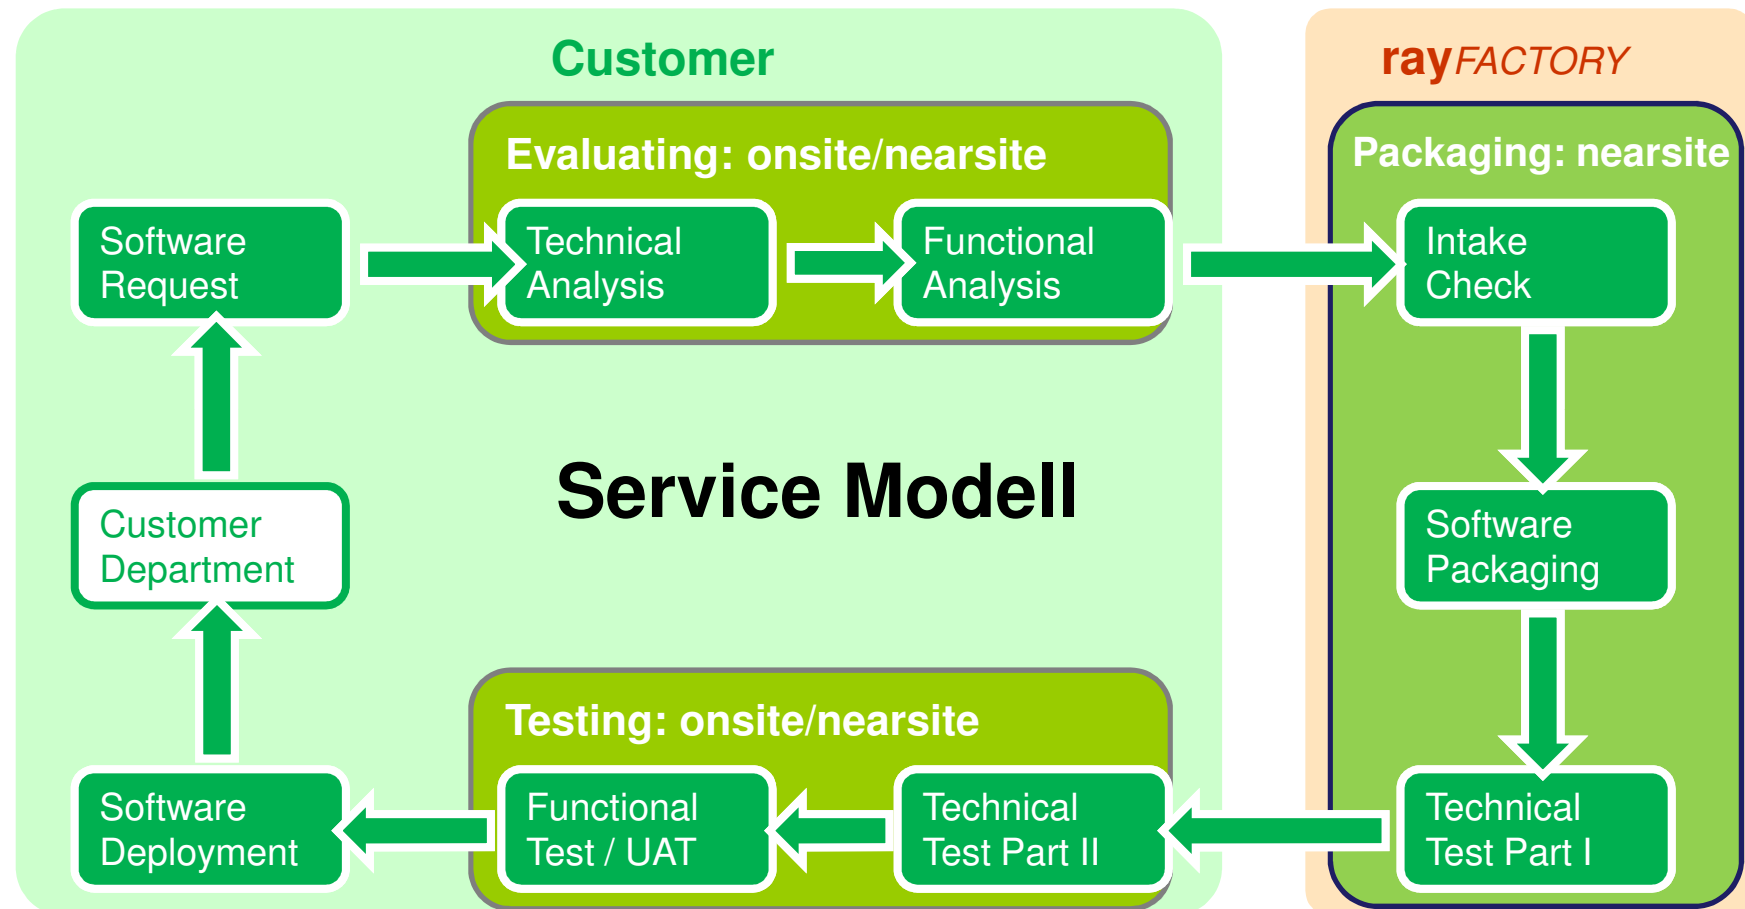 Customer
rayFACTORY
Evaluating: onsite/nearsite
Packaging: nearsite
Software
Request
Technical
Analysis
Functional
Analysis
Intake
Check
Customer
Department
Service Modell
Software
Packaging
Testing: onsite/nearsite
Software
Deployment
Functional
Test / UAT
Technical
Test Part II
Technical
Test Part I